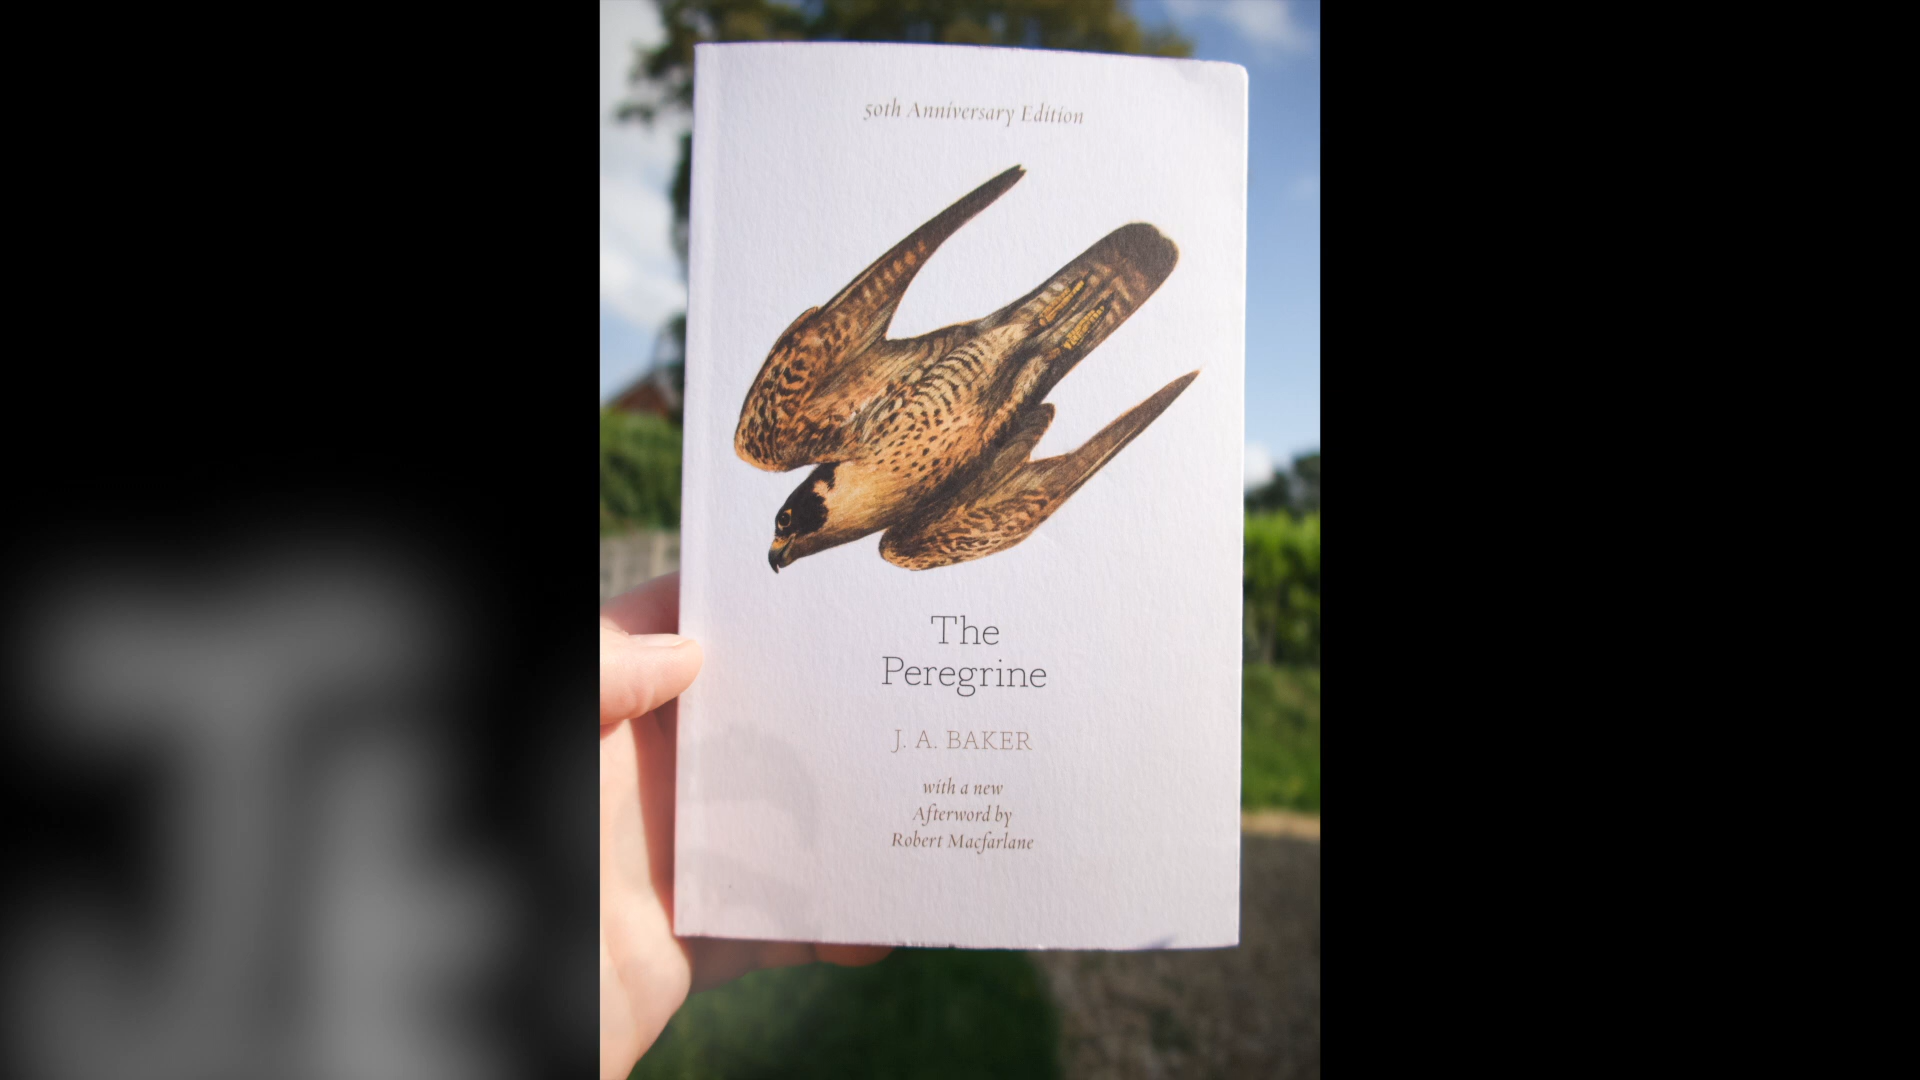 50th Anniversary Edition
The
Peregrine
J. A. BAKER
with a new
Afterword by
Robert Macfarlane